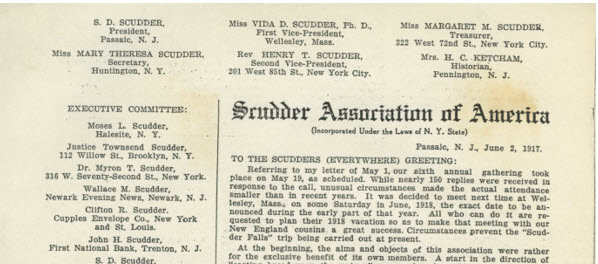 S. D. SCUDDER,
President,
Passaic, N. J.
Miss MARY THERESA SCUDDER,
Secretary,
Huntington, N. Y.
Miss VIDA D. SCUDDER, Ph. D.,
First Vice-President,
Wellesley, Mass.
Rev HENRY T. SCUDDER,
Second Vice-President,
201 West 85th St., New York City.
Miss MARGARET M. SCUDDER,
Treasurer,
322 West 72nd St., New York City.
Mrs. H. C. KETCHAM,
Historian,
Pennington, N. J.
EXECUTIVE COMMITTEE:
Moses L. Scudder,
Halesite, N. Y.
Justice Townsend Scudder,
112 Willow St., Brooklyn, N. Y.
Dr. Myron T. Scudder,
316 W. Seventy-Second St., New York.
Wallace M. Scudder,
Newark Evening News, Newark, N. J.
Clifton R. Scudder,
Cupples Envelope Co., New York
and St. Louis.
John H. Scudder,
First National Bank, Trenton, N. J.
S. D. Scudder,
Scudder Association of America
(Incorporated Under the Laws of N. Y. State)
Passaic, N. J., June 2, 1917.
TO THE SCUDDERS (EVERYWHERE) GREETING:
Referring to my letter of May 1, our sixth annual gathering took
place on May 19, as scheduled. While nearly 150 replies were received in
response to the call, unusual circumstances made the actual attendance
smaller than in recent years. It was decided to meet next time at Wel-
lesley, Mass., on some Saturday in June, 1918, the exact date to be an-
nounced during the early part of that year. All who can do it are re-
quested to plan their 1918 vacation so as to make that meeting with our
New England cousins a great success. Circumstances prevent the "Scud-
der Falls" trip being carried out at present.
At the beginning, the aims and objects of this association were rather
for the exclusive benefit of its own members. A start in the direction of